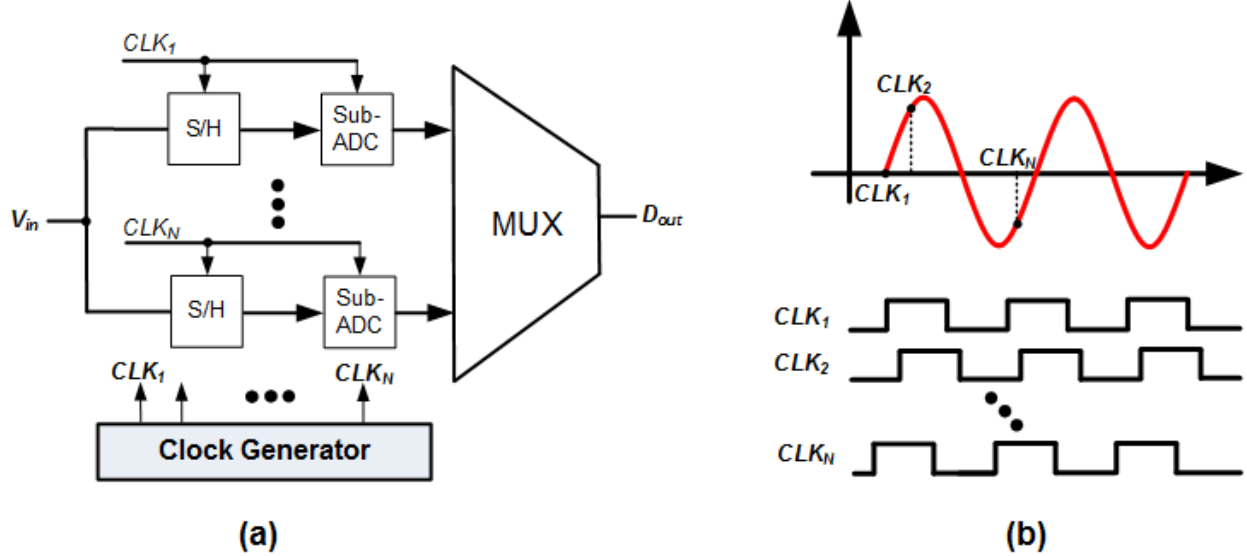 CLK1
S/H
Sub-
ADC
Vin
CLKN
S/H
Sub-
ADC
MUX
Dout
CLK1
CLKN
Clock Generator
(a)
CLK2
CLKN
CLK1
CLK1
CLK2
CLKN
(b)